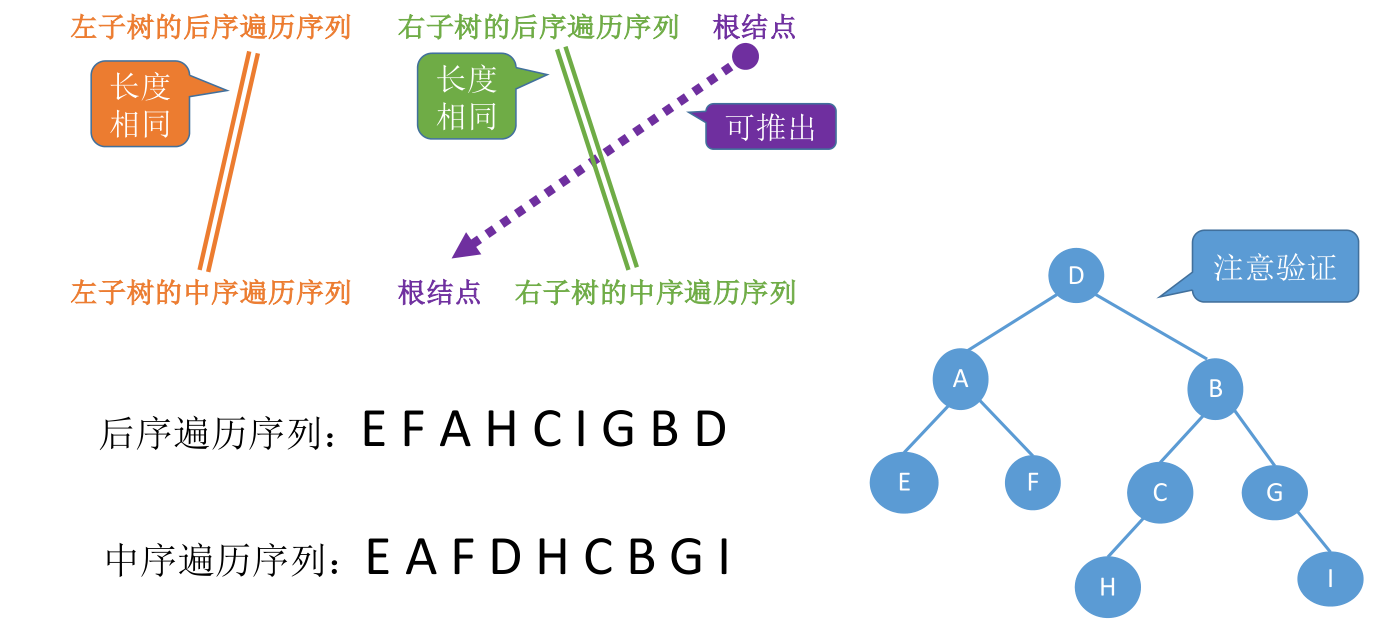 左子树的后序遍历序列 右子树的后序遍历序列 根结点
长度
相同
长度
相同
可推出
左子树的中序遍历序列 根结点 右子树的中序遍历序列
注意验证
D
A
B
E
F
C
G
H
I
后序遍历序列：E F A H C I G B D
中序遍历序列：E A F D H C B G I